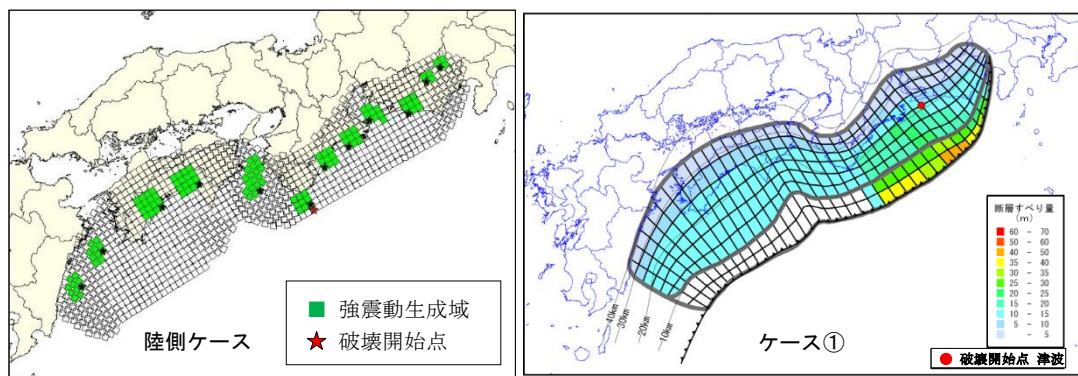 強震動生成域
破壊開始点
陸側ケース
40km
30km
20km
10km
断層すべり量
(m)
60 - 70
50 - 60
40 - 50
35 - 40
30 - 35
25 - 30
20 - 25
15 - 20
10 - 15
5 - 10
- 5
ケース①
破壊開始点 津波